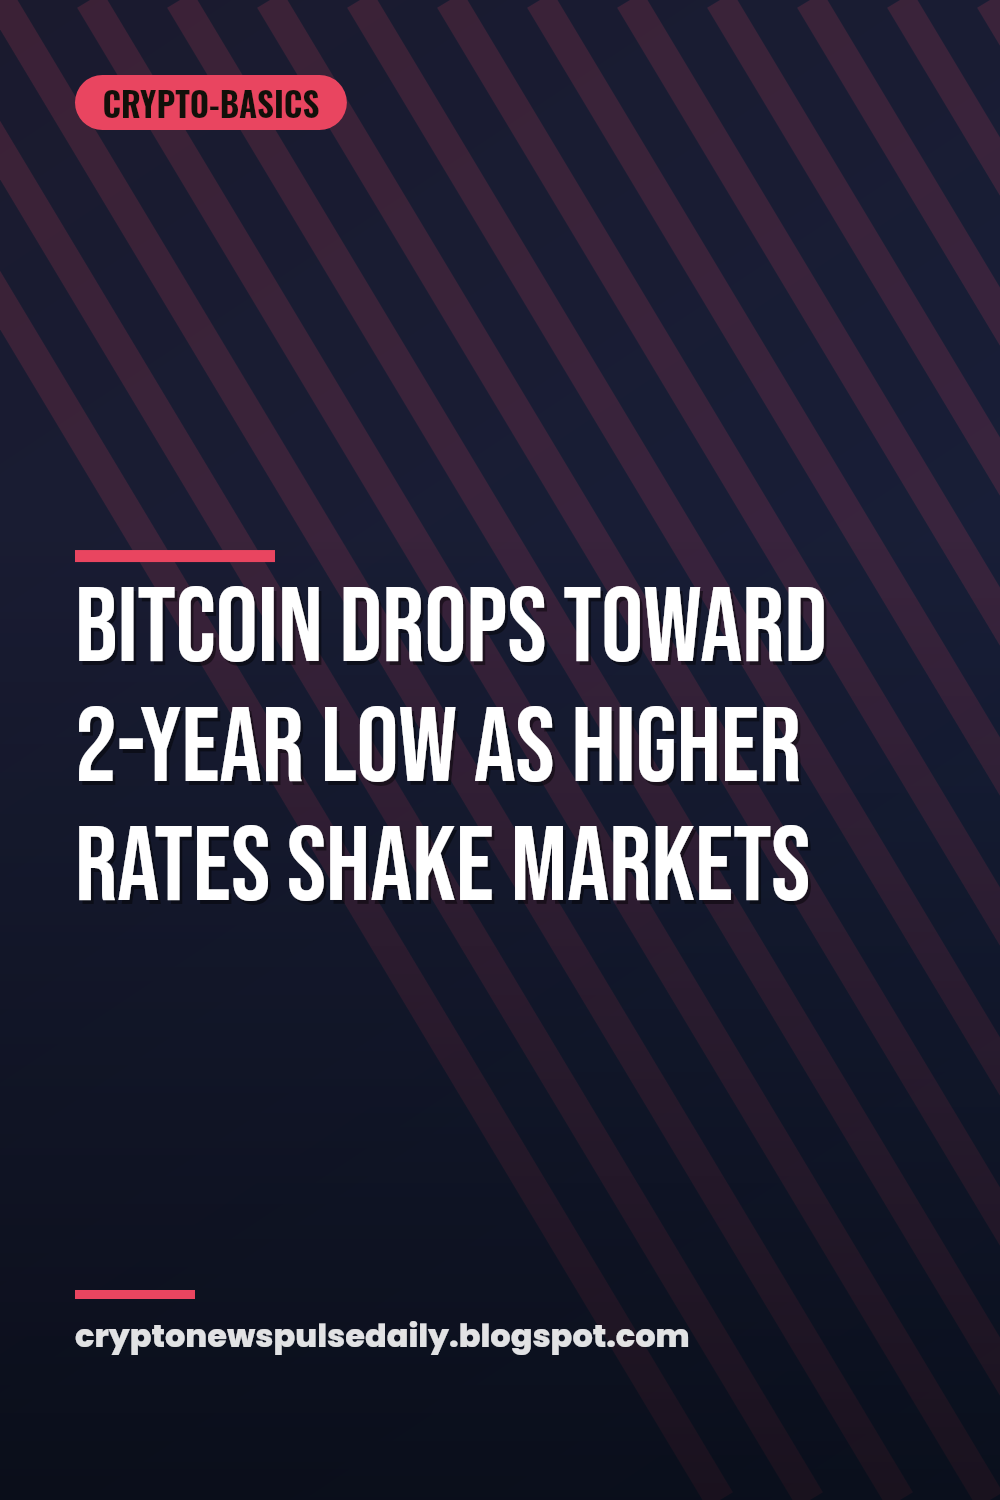 CRYPTO-BASICS
BITCOIN DROPS TOWARD
2-YEAR LOW AS HIGHER
RATES SHAKE MARKETS
cryptonewspulsedaily.blogspot.com